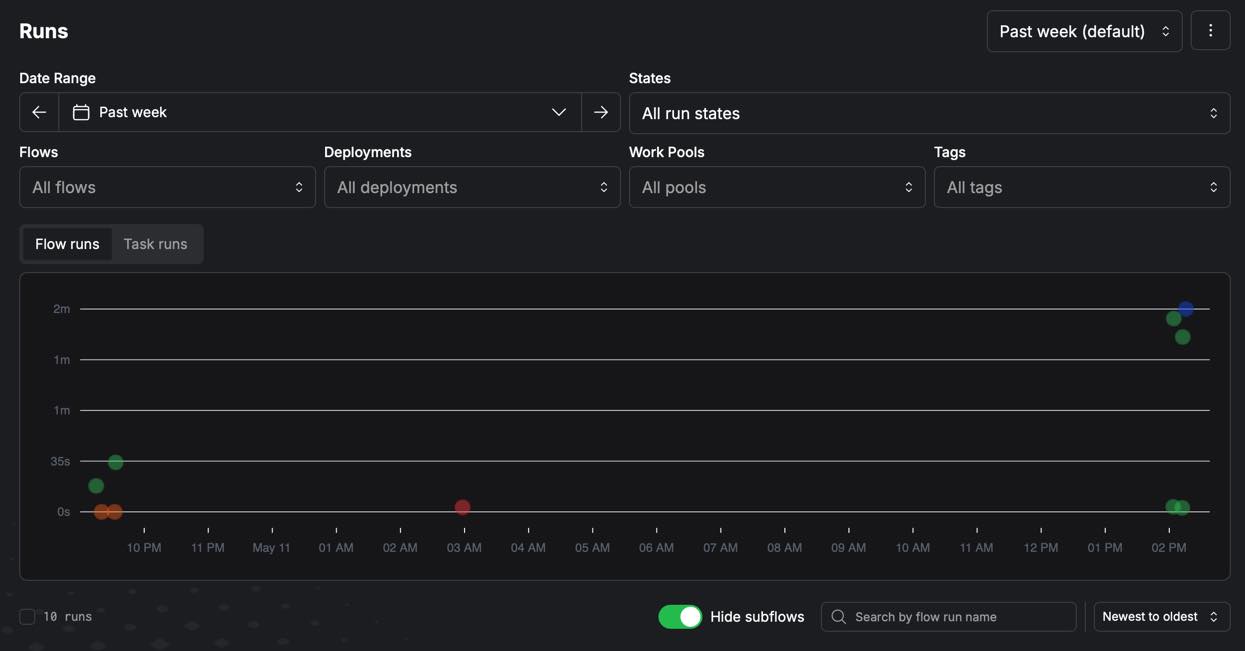 Runs
Past week (default)
Date Range
States
Past week
All run states
Flows
Deployments
Work Pools
Tags
All flows
All deployments
All pools
All tags
Flow runs
Task runs
2m
1m
1m
35s
0s
10 PM
11 PM
May 11
01 AM
02 AM
03 AM
04 AM
05 AM
06 AM
07 AM
08 AM
09 AM
10 AM
11 AM
12 PM
01 PM
02 PM
10 runs
Hide subflows
Search by flow run name
Newest to oldest